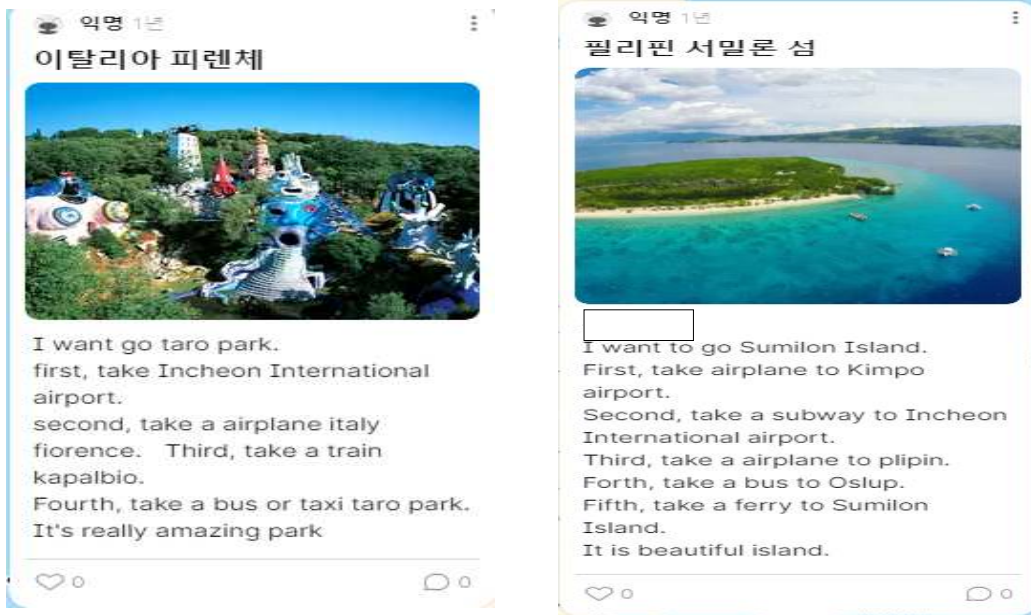 익명 1년
이탈리아 피렌체
I want go taro park.
first, take Incheon International
airport.
second, take a airplane italy
fiorence. Third, take a train
kapalbio.
Fourth, take a bus or taxi taro park.
It's really amazing park
0 0
익명 1년
필리핀 서밀론 섬
I want to go Sumilon Island.
First, take airplane to Kimpo
airport.
Second, take a subway to Incheon
International airport.
Third, take a airplane to plipin.
Forth, take a bus to Oslup.
Fifth, take a ferry to Sumilon
Island.
It is beautiful island.
0 0